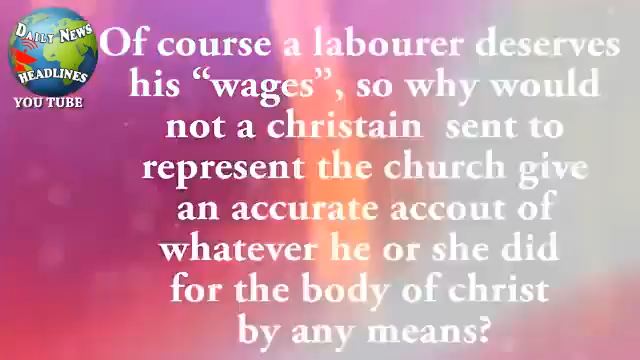 DAILY NEWS
HEADLINES
YOU TUBE
Of course a labourer deserves
his “wages”, so why would
not a christain sent to
represent the church give
an accurate accout of
whatever he or she did
for the body of christ
by any means?